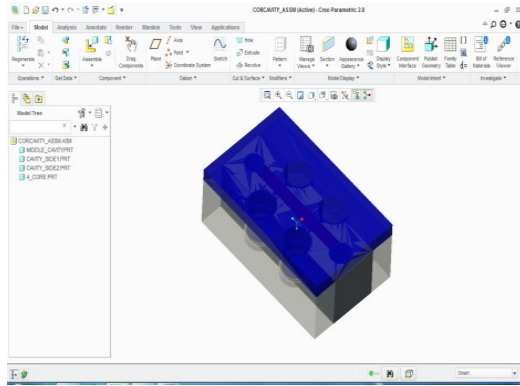 CORCAVITY_ASSM (Active) - Creo Parametric 2.0
File Model Analysis Annotate Render Manikin Tools View Applications
Regenerate
Assemble
Drag Components
Plane
Axis
Point
Coordinate System
Sketch
Hole
Extrude
Revolve
Pattern
Manage Views
Section
Appearance Gallery
Display Style
Component Interface
Publish Geometry
Family Table
Bill of Materials
Reference Viewer
Operations Get Data Component Datum Cut & Surface Modifiers Model Display Model Intent Investigate
Model Tree
CORCAVITY_ASSM.ASM
MIDDLE_CAVITY.PRT
CAVITY_SIDE1.PRT
CAVITY_SIDE2.PRT
4_CORE.PRT
Smart